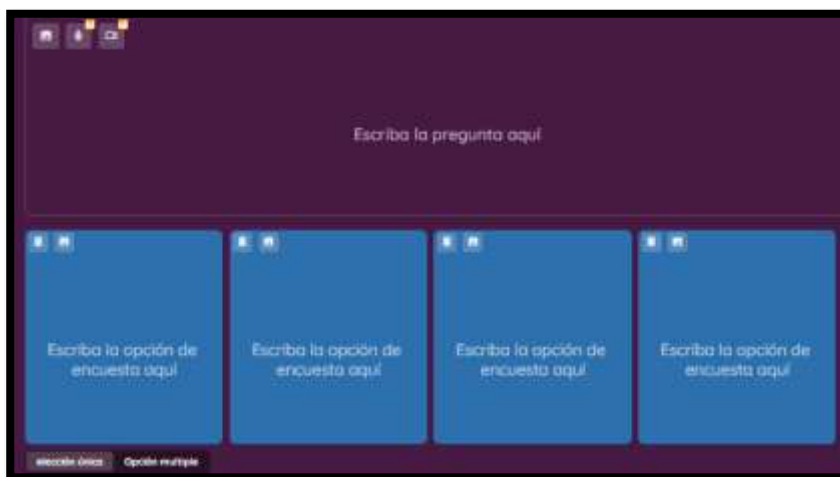 Escriba la pregunta aquí
Escriba la opción de
encuesta aquí
Escriba la opción de
encuesta aquí
Escriba la opción de
encuesta aquí
Escriba la opción de
encuesta aquí
elección única Opción multiple